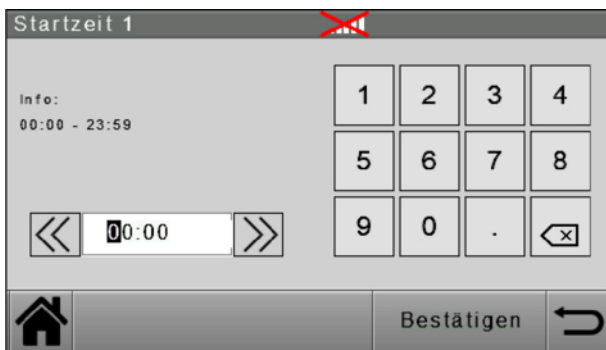 Startzeit 1
Info:
00:00 - 23:59
1 2 3 4
5 6 7 8
9 0 .
00:00
Bestätigen